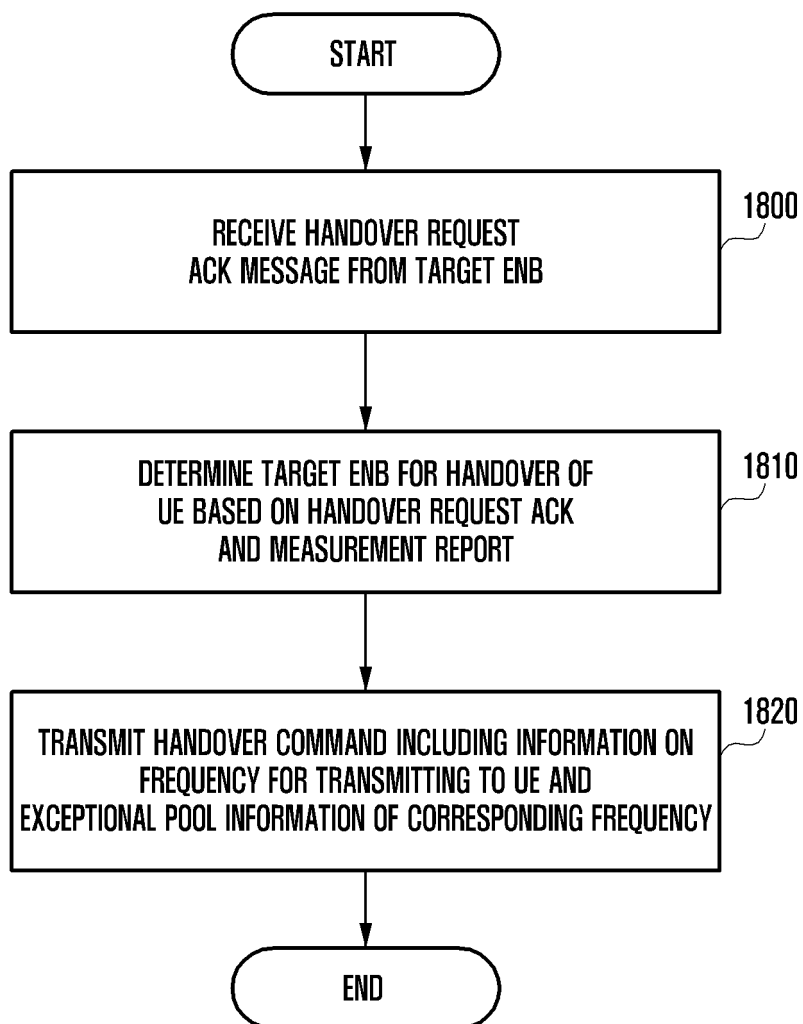 START
1800
RECEIVE HANDOVER REQUEST
ACK MESSAGE FROM TARGET ENB
1810
DETERMINE TARGET ENB FOR HANDOVER OF
UE BASED ON HANDOVER REQUEST ACK
AND MEASUREMENT REPORT
1820
TRANSMIT HANDOVER COMMAND INCLUDING INFORMATION ON
FREQUENCY FOR TRANSMITTING TO UE AND
EXCEPTIONAL POOL INFORMATION OF CORRESPONDING FREQUENCY
END